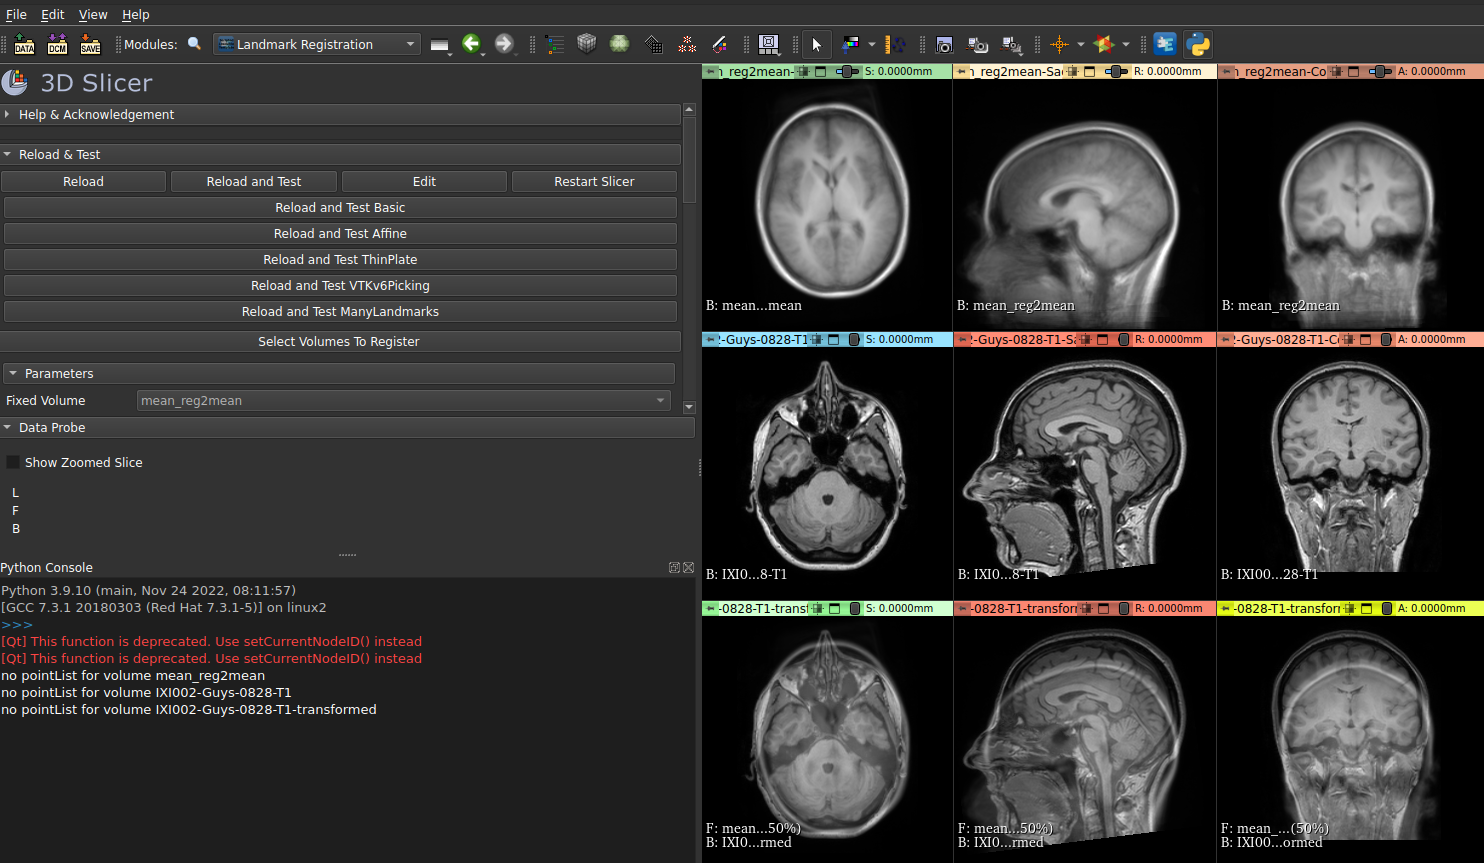 File Edit View Help
DATA DCM SAVE Modules: Landmark Registration
3D Slicer
Help & Acknowledgement
Reload & Test
Reload Reload and Test Edit Restart Slicer
Reload and Test Basic
Reload and Test Affine
Reload and Test ThinPlate
Reload and Test VTKv6Picking
Reload and Test ManyLandmarks
Select Volumes To Register
Parameters
Fixed Volume mean_reg2mean
Data Probe
Show Zoomed Slice
L
F
B
Python Console
Python 3.9.10 (main, Nov 24 2022, 08:11:57)
[GCC 7.3.1 20180303 (Red Hat 7.3.1-5)] on linux2
>>>
[Qt] This function is deprecated. Use setCurrentNodeID() instead
[Qt] This function is deprecated. Use setCurrentNodeID() instead
no pointList for volume mean_reg2mean
no pointList for volume IXI002-Guys-0828-T1
no pointList for volume IXI002-Guys-0828-T1-transformed
_reg2mean- S: 0.0000mm
_reg2mean-Sa R: 0.0000mm
_reg2mean-Co A: 0.0000mm
B: mean...mean
B: mean_reg2mean
B: mean_reg2mean
-Guys-0828-T1 S: 0.0000mm
-Guys-0828-T1-Sa R: 0.0000mm
-Guys-0828-T1-Co A: 0.0000mm
B: IXI0...8-T1
B: IXI0...8-T1
B: IXI00...28-T1
-0828-T1-transf S: 0.0000mm
-0828-T1-transfor R: 0.0000mm
-0828-T1-transfor A: 0.0000mm
F: mean...50%)
B: IXI0...rmed
F: mean...50%)
B: IXI0...rmed
F: mean_...(50%)
B: IXI00...ormed